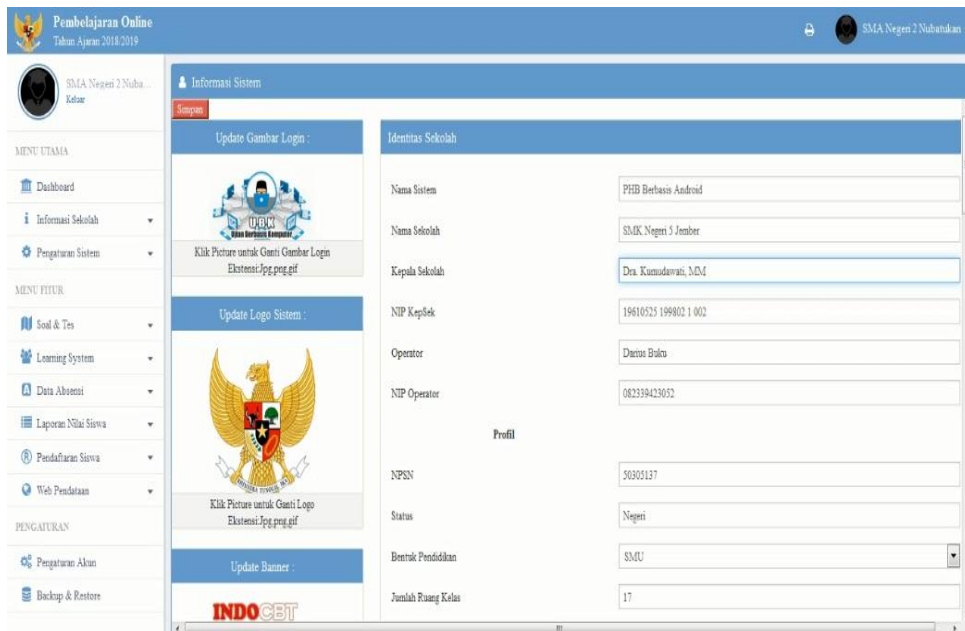 Pembelajaran Online
Tahun Ajaran 2018/2019
SMA Negeri 2 Nubatukan
SMA Negeri 2 Nuba...
Keluar
MENU UTAMA
Dashboard
Informasi Sekolah
Pengaturan Sistem
MENU FITUR
Soal & Tes
Learning System
Data Absensi
Laporan Nilai Siswa
Pendaftaran Siswa
Web Pendataan
PENGATURAN
Pengaturan Akun
Backup & Restore
Informasi Sistem
Simpan
Update Gambar Login :
U.B.K
Ujian Berbasis Komputer
Klik Picture untuk Ganti Gambar Login
Ekstensi:Jpg,png,gif
Update Logo Sistem :
BHINNEKA TUNGGAL IKA
Klik Picture untuk Ganti Logo
Ekstensi:Jpg,png,gif
Update Banner :
INDOCBT
Identitas Sekolah
Nama Sistem PHB Berbasis Android
Nama Sekolah SMK Negeri 5 Jember
Kepala Sekolah Dra. Kumudawati, MM
NIP KepSek 19610525 199802 1 002
Operator Darius Buku
NIP Operator 082339423052
Profil
NPSN 50305137
Status Negeri
Bentuk Pendidikan SMU
Jumlah Ruang Kelas 17